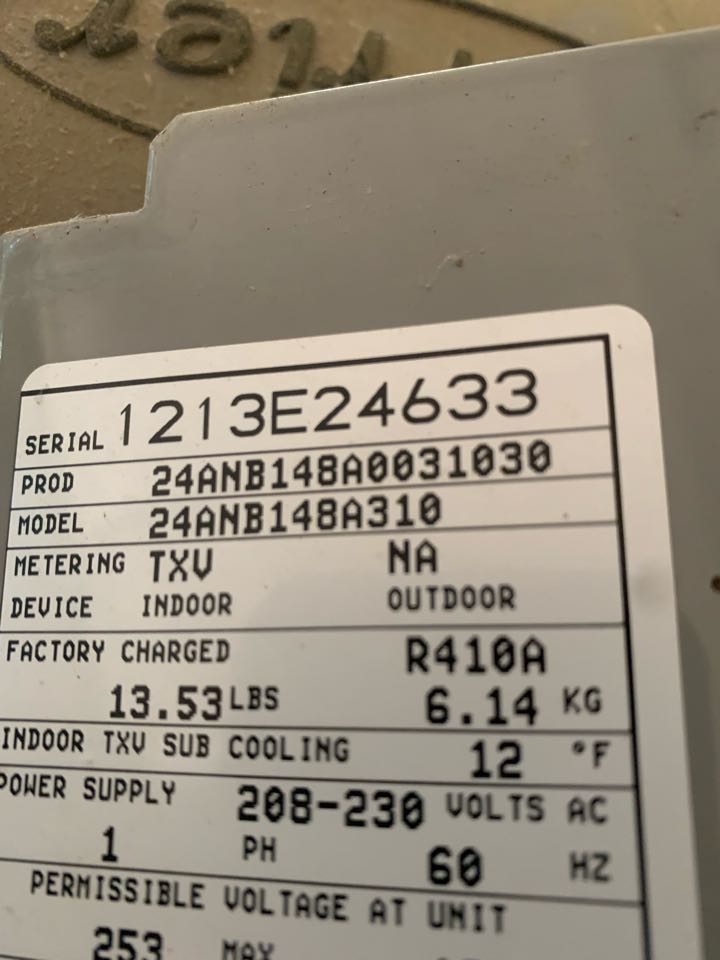 SERIAL 1213E24633
PROD 24ANB148A0031030
MODEL 24ANB148A310
METERING TXV NA
DEVICE INDOOR OUTDOOR
FACTORY CHARGED R410A
13.53 LBS 6.14 KG
INDOOR TXV SUB COOLING 12 °F
POWER SUPPLY 208-230 VOLTS AC
1 PH 60 HZ
PERMISSIBLE VOLTAGE AT UNIT
253 MAX